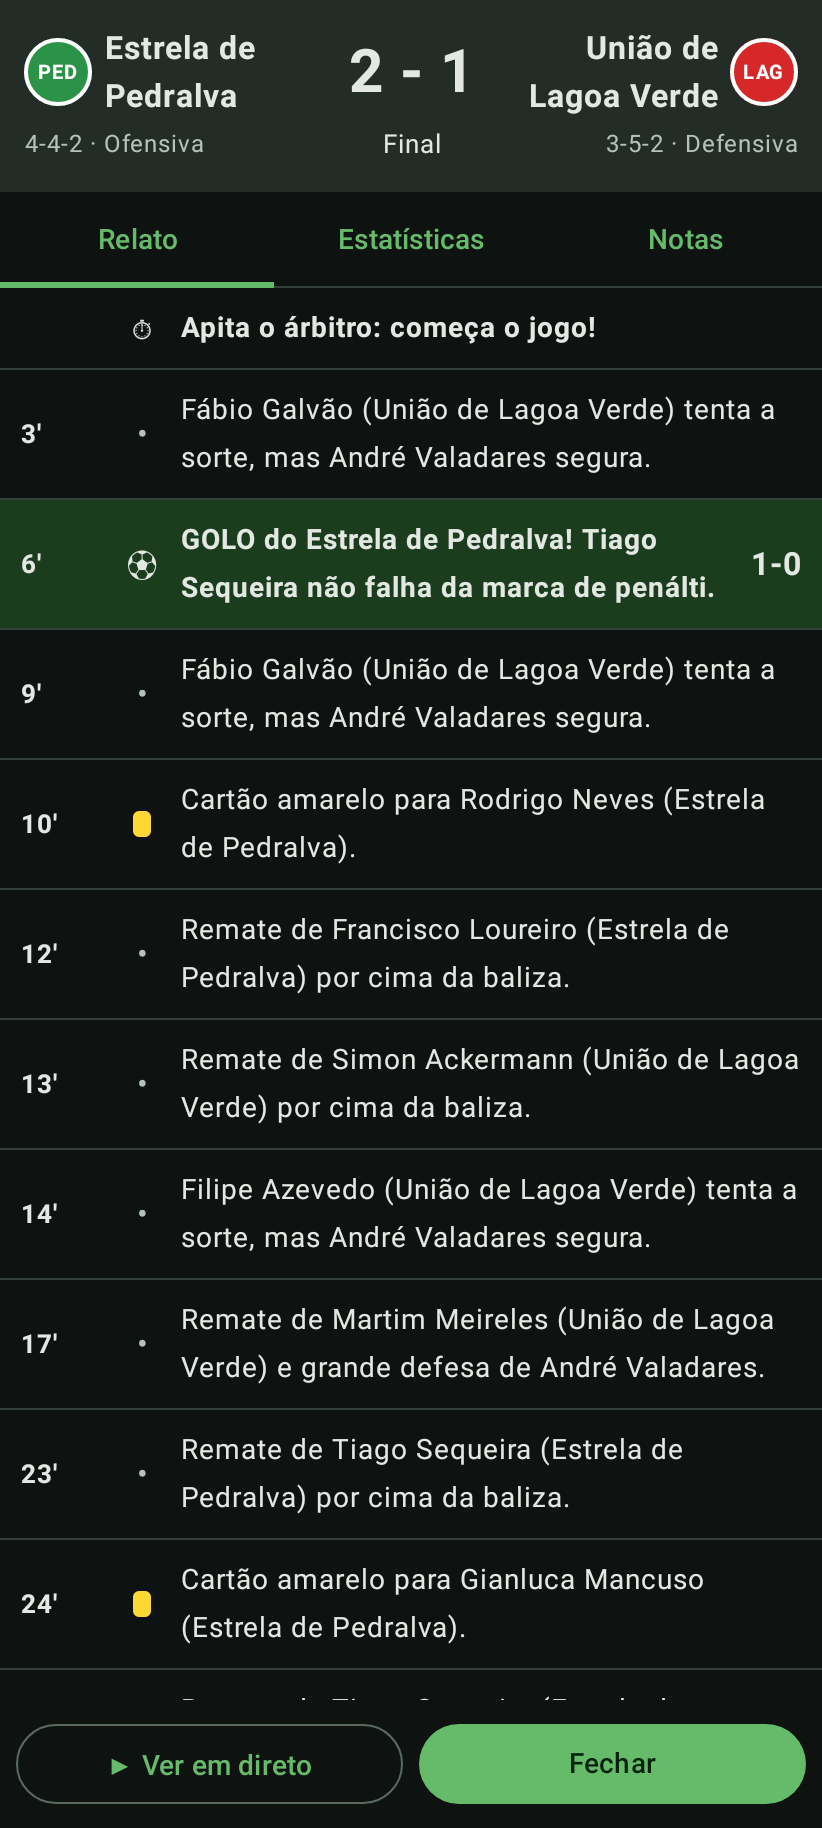 PED
Estrela de
Pedralva
2 - 1
União de
Lagoa Verde
LAG
4-4-2 · Ofensiva
Final
3-5-2 · Defensiva
Relato
Estatísticas
Notas
Apita o árbitro: começa o jogo!
3'
Fábio Galvão (União de Lagoa Verde) tenta a
sorte, mas André Valadares segura.
6'
GOLO do Estrela de Pedralva! Tiago
Sequeira não falha da marca de penálti.
1-0
9'
Fábio Galvão (União de Lagoa Verde) tenta a
sorte, mas André Valadares segura.
10'
Cartão amarelo para Rodrigo Neves (Estrela
de Pedralva).
12'
Remate de Francisco Loureiro (Estrela de
Pedralva) por cima da baliza.
13'
Remate de Simon Ackermann (União de Lagoa
Verde) por cima da baliza.
14'
Filipe Azevedo (União de Lagoa Verde) tenta a
sorte, mas André Valadares segura.
17'
Remate de Martim Meireles (União de Lagoa
Verde) e grande defesa de André Valadares.
23'
Remate de Tiago Sequeira (Estrela de
Pedralva) por cima da baliza.
24'
Cartão amarelo para Gianluca Mancuso
(Estrela de Pedralva).
► Ver em direto
Fechar